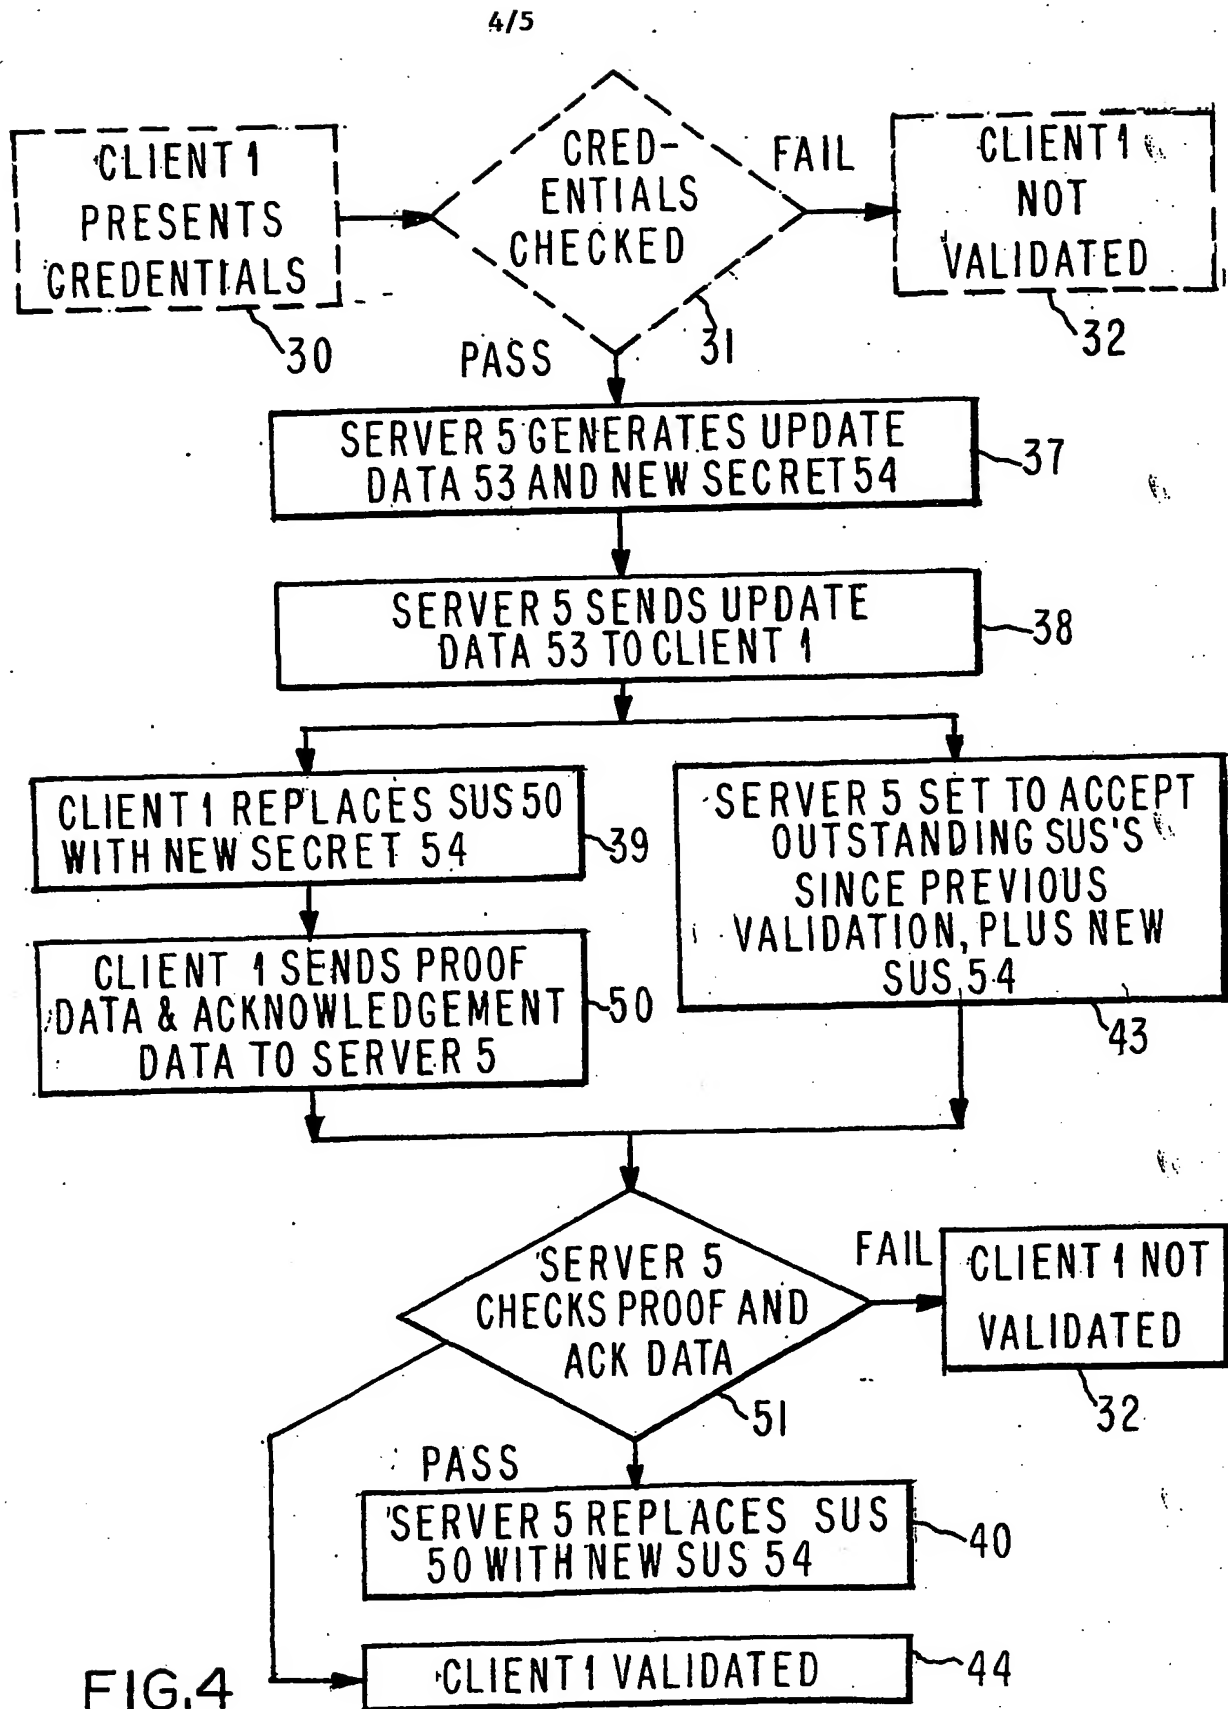 4/5
CLIENT 1
PRESENTS
CREDENTIALS
30
CRED-
ENTIALS
CHECKED
31
FAIL
CLIENT 1
NOT
VALIDATED
32
PASS
SERVER 5 GENERATES UPDATE
DATA 53 AND NEW SECRET 54
37
SERVER 5 SENDS UPDATE
DATA 53 TO CLIENT 1
38
CLIENT 1 REPLACES SUS 50
WITH NEW SECRET 54
39
CLIENT 1 SENDS PROOF
DATA & ACKNOWLEDGEMENT
DATA TO SERVER 5
50
SERVER 5 SET TO ACCEPT
OUTSTANDING SUS'S
SINCE PREVIOUS
VALIDATION, PLUS NEW
SUS 54
43
SERVER 5
CHECKS PROOF AND
ACK DATA
51
FAIL
CLIENT 1 NOT
VALIDATED
32
PASS
SERVER 5 REPLACES SUS
50 WITH NEW SUS 54
40
CLIENT 1 VALIDATED
44
FIG.4